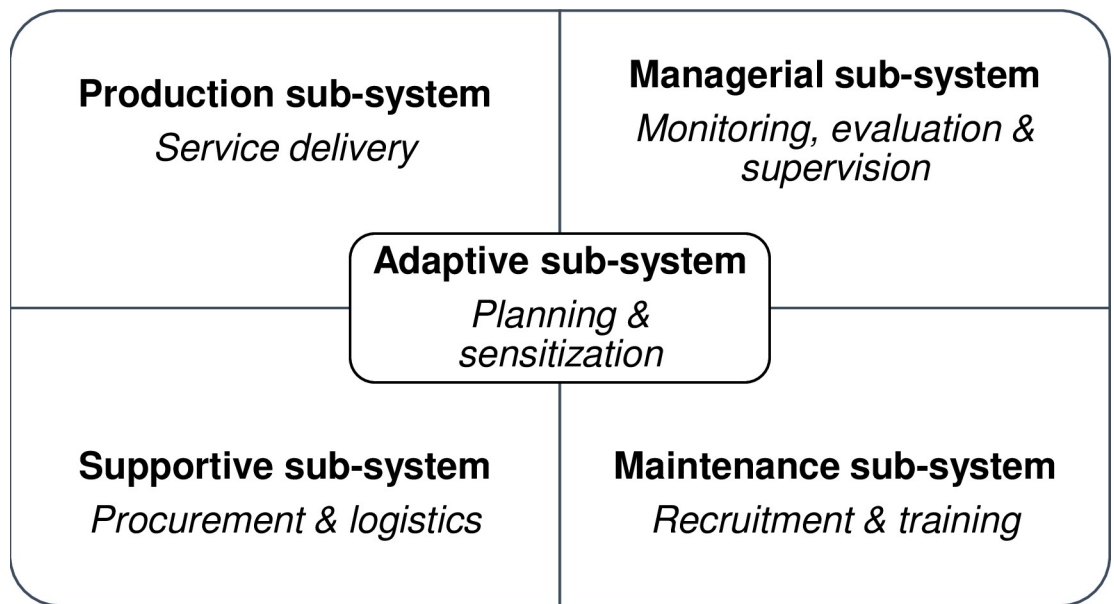 Production sub-system
Service delivery
Managerial sub-system
Monitoring, evaluation &
supervision
Adaptive sub-system
Planning &
sensitization
Supportive sub-system
Procurement & logistics
Maintenance sub-system
Recruitment & training